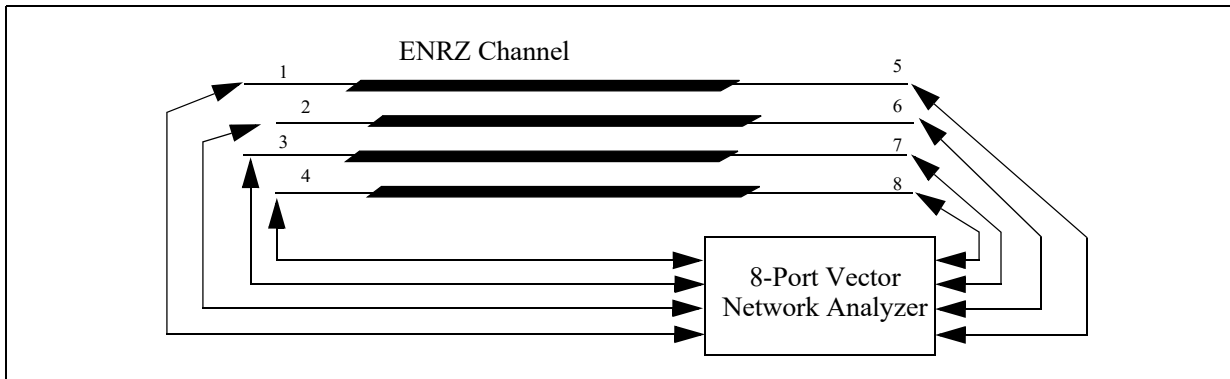 ENRZ Channel
1 5
2 6
3 7
4 8
8-Port Vector
Network Analyzer